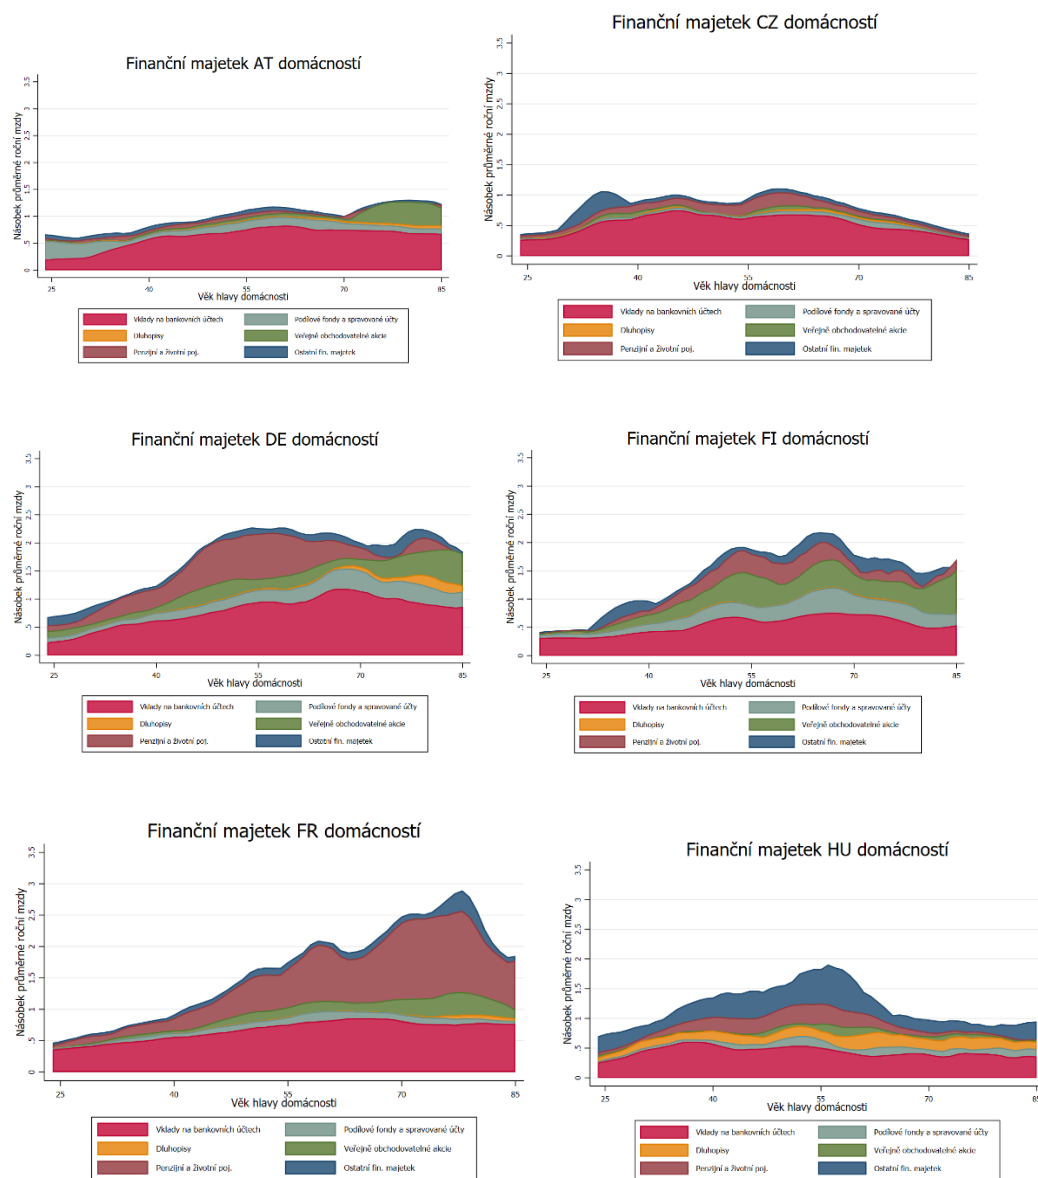 Finanční majetek AT domácností
Násobek průměrné roční mzdy
0 .5 1 1.5 2 2.5 3 3.5
25 40 55 70 85
Věk hlavy domácnosti
Vklady na bankovních účtech Podílové fondy a spravované účty
Dluhopisy Veřejně obchodovatelné akcie
Penzijní a životní poj. Ostatní fin. majetek
Finanční majetek CZ domácností
Násobek průměrné roční mzdy
0 .5 1 1.5 2 2.5 3 3.5
25 40 55 70 85
Věk hlavy domácnosti
Vklady na bankovních účtech Podílové fondy a spravované účty
Dluhopisy Veřejně obchodovatelné akcie
Penzijní a životní poj. Ostatní fin. majetek
Finanční majetek DE domácností
Násobek průměrné roční mzdy
0 .5 1 1.5 2 2.5 3 3.5
25 40 55 70 85
Věk hlavy domácnosti
Vklady na bankovních účtech Podílové fondy a spravované účty
Dluhopisy Veřejně obchodovatelné akcie
Penzijní a životní poj. Ostatní fin. majetek
Finanční majetek FI domácností
Násobek průměrné roční mzdy
0 .5 1 1.5 2 2.5 3 3.5
25 40 55 70 85
Věk hlavy domácnosti
Vklady na bankovních účtech Podílové fondy a spravované účty
Dluhopisy Veřejně obchodovatelné akcie
Penzijní a životní poj. Ostatní fin. majetek
Finanční majetek FR domácností
Násobek průměrné roční mzdy
0 .5 1 1.5 2 2.5 3 3.5
25 40 55 70 85
Věk hlavy domácnosti
Vklady na bankovních účtech Podílové fondy a spravované účty
Dluhopisy Veřejně obchodovatelné akcie
Penzijní a životní poj. Ostatní fin. majetek
Finanční majetek HU domácností
Násobek průměrné roční mzdy
0 .5 1 1.5 2 2.5 3 3.5
25 40 55 70 85
Věk hlavy domácnosti
Vklady na bankovních účtech Podílové fondy a spravované účty
Dluhopisy Veřejně obchodovatelné akcie
Penzijní a životní poj. Ostatní fin. majetek